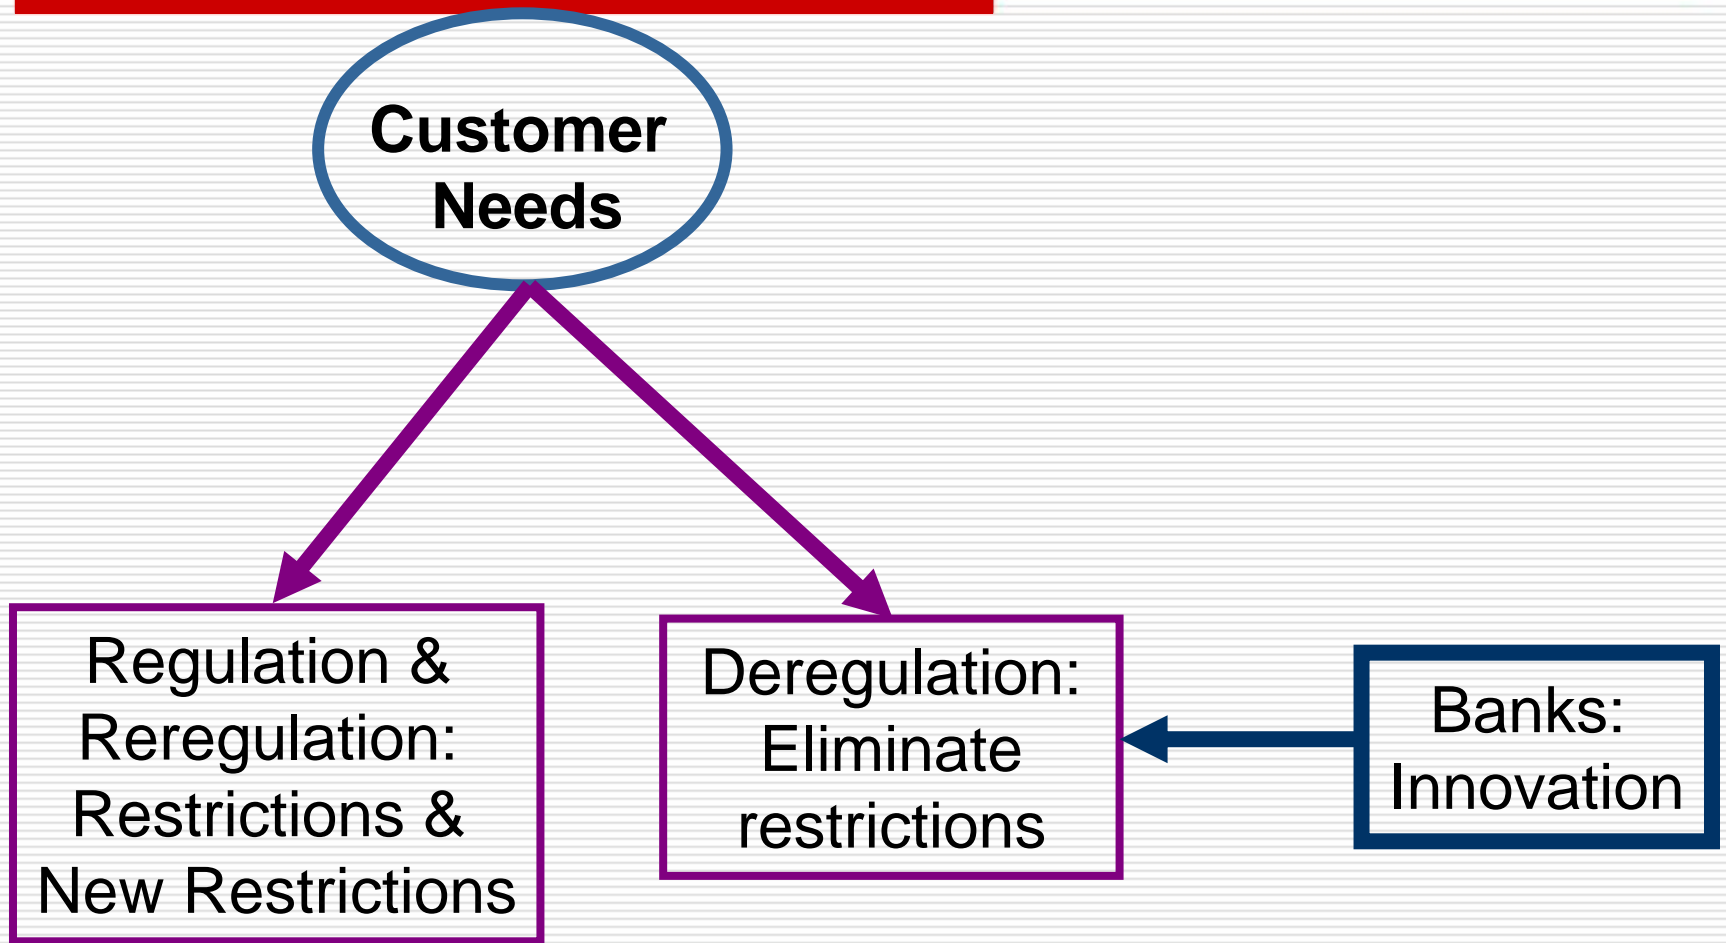 Customer
Needs
Regulation &
Reregulation:
Restrictions &
New Restrictions
Deregulation:
Eliminate
restrictions
Banks:
Innovation